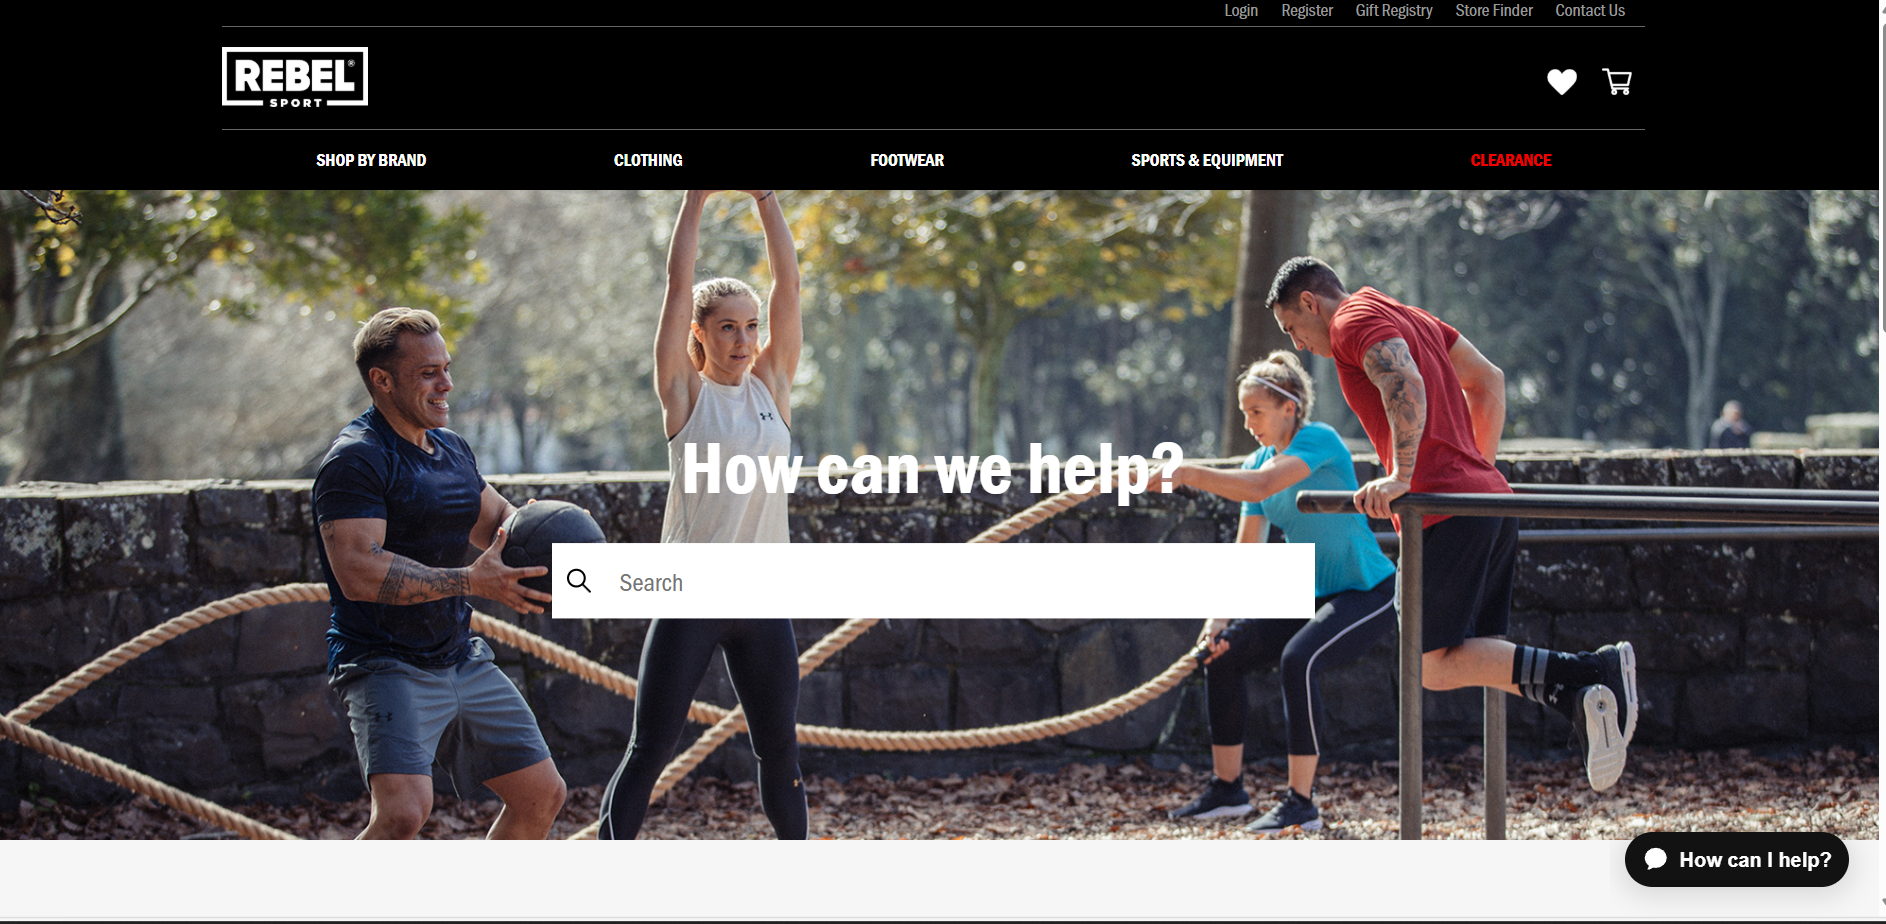 Login Register Gift Registry Store Finder Contact Us
REBEL®
SPORT
SHOP BY BRAND CLOTHING FOOTWEAR SPORTS & EQUIPMENT CLEARANCE
How can we help?
Search
How can I help?